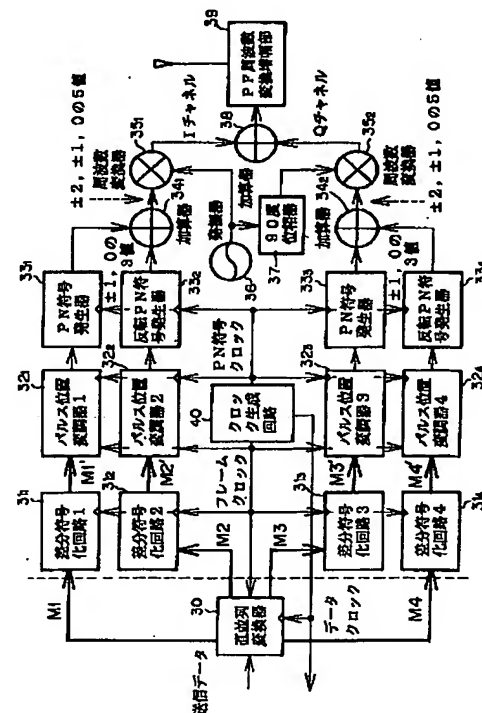 送信データ
30
直並列
変換器
M1
M2
M3
M4
データ
クロック
31₁
差分符号
化回路1
31₂
差分符号
化回路2
31₃
差分符号
化回路3
31₄
差分符号
化回路4
M1'
M2'
M3'
M4'
フレーム
クロック
40
クロック
ク生成
回路
PN
クロック
32₁
パルス位置
変調器1
32₂
パルス位置
変調器2
32₃
パルス位置
変調器3
32₄
パルス位置
変調器4
33₁
PN符号
発生器
33₂
反転PN符
号発生器
33₃
PN符号
発生器
33₄
反転PN符
号発生器
±1, 0の
3値
±1, 0の
3値
34₁
加算器
34₂
加算器
±2, ±1, 0の5値
±2, ±1, 0の5値
周波数
変換器
35₁
周波数
変換器
35₂
発振器
36
37
90度
位相器
Iチャネル
Qチャネル
加算器
38
39
周波数
変換増幅部